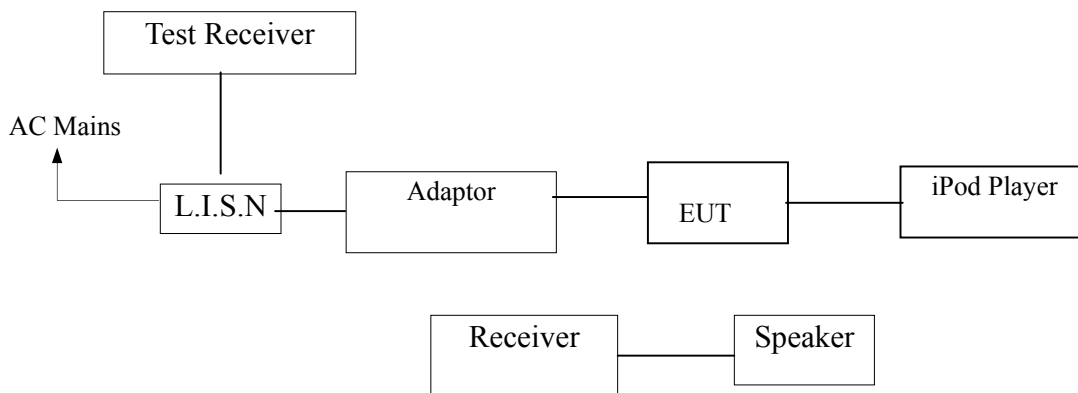 Test Receiver
AC Mains
L.I.S.N
Adaptor
EUT
iPod Player
Receiver
Speaker